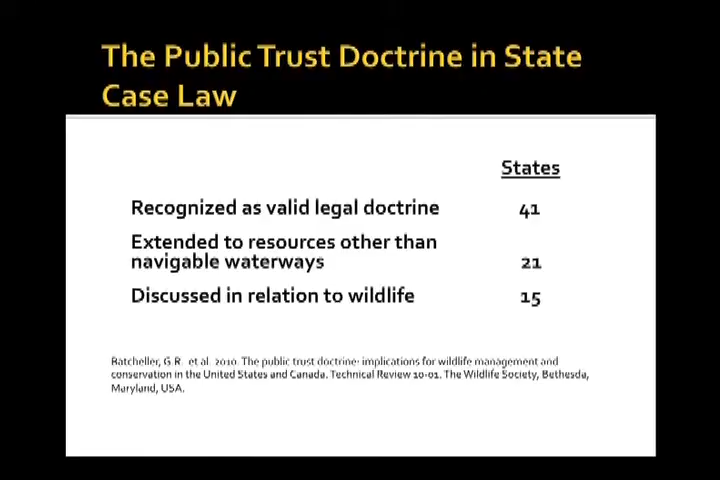 The Public Trust Doctrine in State
Case Law
States
Recognized as valid legal doctrine 41
Extended to resources other than
navigable waterways 21
Discussed in relation to wildlife 15
Batcheller, G.R. et al. 2010. The public trust doctrine: implications for wildlife management and
conservation in the United States and Canada. Technical Review 10-01. The Wildlife Society, Bethesda,
Maryland, USA.